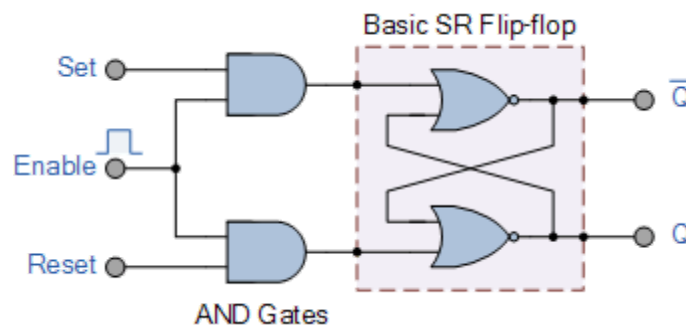 Basic SR Flip-flop
Set
Q̅
Enable
Q
Reset
AND Gates